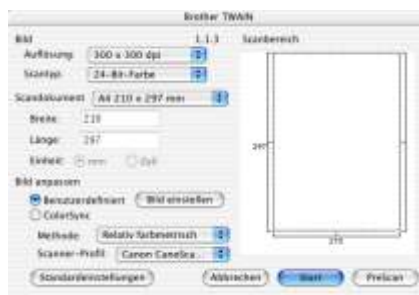 Brother TWAIN
Bild 1.1.3 Scanbereich
Auflösung: 300 x 300 dpi
Scantyp: 24-Bit-Farbe
Scandokument A4 210 x 297 mm
Breite: 210
Länge: 297
Einheit: mm Zoll
297
Bild anpassen
Benutzerdefiniert Bild einstellen
ColorSync
Methode: Relativ farbmetrisch
210
Scanner-Profil: Canon CanoSca...
Standardeinstellungen Abbrechen Start PreScan